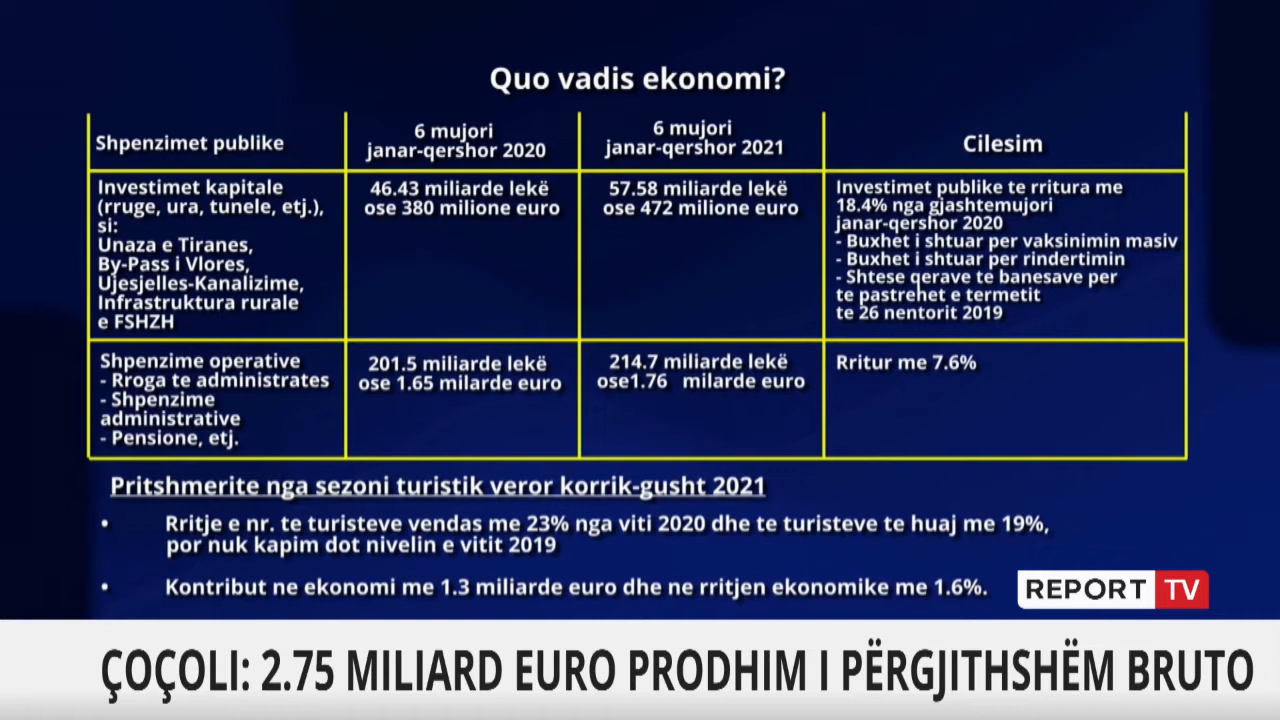 Quo vadis ekonomi?
Shpenzimet publike
6 mujori
janar-qershor 2020
6 mujori
janar-qershor 2021
Cilesim
Investimet kapitale
(rruge, ura, tunele, etj.),
si:
Unaza e Tiranes,
By-Pass i Vlores,
Ujesjelles-Kanalizime,
Infrastruktura rurale
e FSHZH
46.43 miliarde lekë
ose 380 milione euro
57.58 miliarde lekë
ose 472 milione euro
Investimet publike te rritura me
18.4% nga gjashtemujori
janar-qershor 2020
- Buxhet i shtuar per vaksinimin masiv
- Buxhet i shtuar per rindertimin
- Shtese qerave te banesave per
te pastrehet e termetit
te 26 nentorit 2019
Shpenzime operative
- Rroga te administrates
- Shpenzime
administrative
- Pensione, etj.
201.5 miliarde lekë
ose 1.65 milarde euro
214.7 miliarde lekë
ose1.76 milarde euro
Rritur me 7.6%
Pritshmerite nga sezoni turistik veror korrik-gusht 2021
• Rritje e nr. te turisteve vendas me 23% nga viti 2020 dhe te turisteve te huaj me 19%,
por nuk kapim dot nivelin e vitit 2019
• Kontribut ne ekonomi me 1.3 miliarde euro dhe ne rritjen ekonomike me 1.6%.
REPORT TV
ÇOÇOLI: 2.75 MILIARD EURO PRODHIM I PËRGJITHSHËM BRUTO